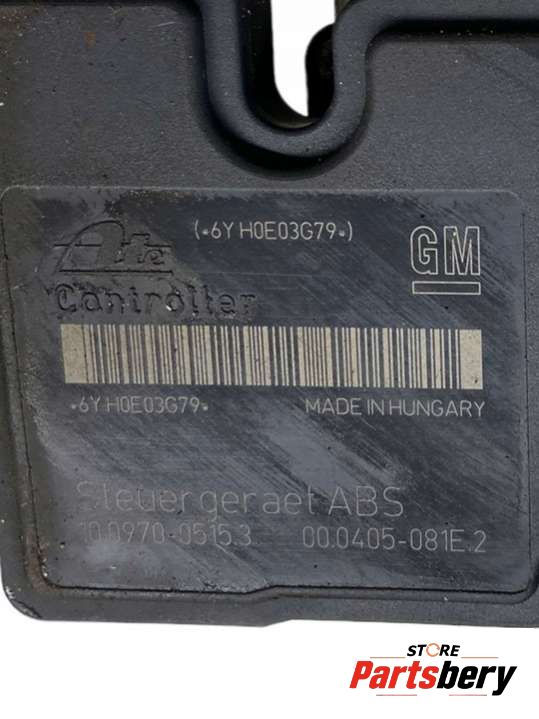 (*6Y H0E03G79*)
Ate
GM
Controller
*6Y H0E03G79*
MADE IN HUNGARY
Steuergeraet ABS
10.0970-0515.3
00.0405-081E.2
STORE
Partsbery